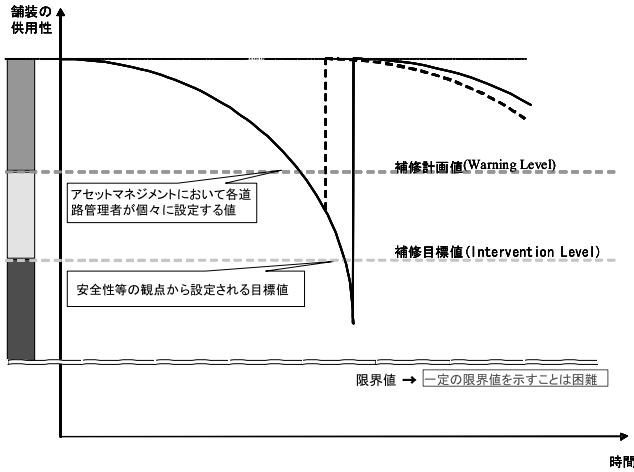 舗装の
供用性
補修計画値(Warning Level)
アセットマネジメントにおいて各道
路管理者が個々に設定する値
補修目標値(Intervention Level)
安全性等の観点から設定される目標値
限界値 → 一定の限界値を示すことは困難
時間